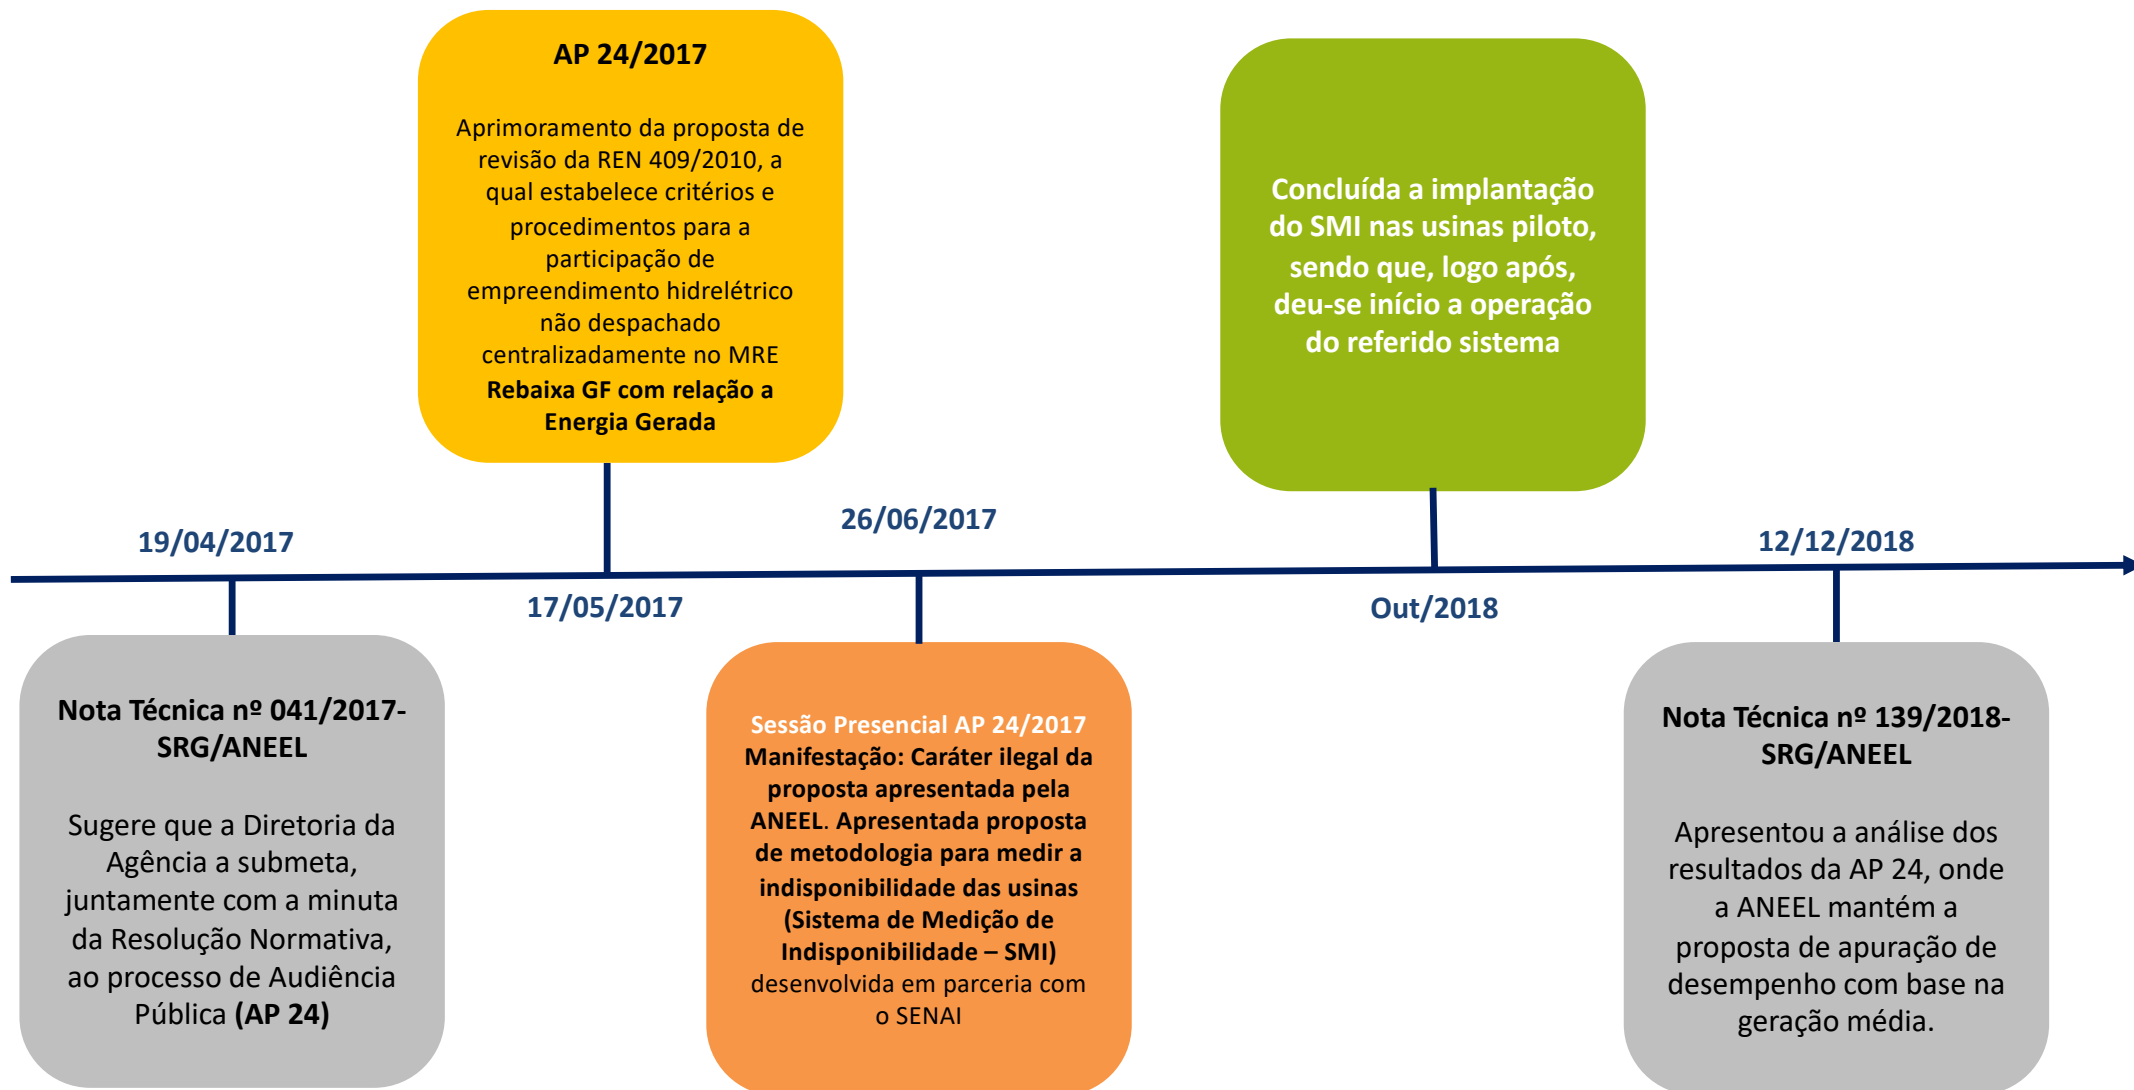 AP 24/2017
Aprimoramento da proposta de
revisão da REN 409/2010, a
qual estabelece critérios e
procedimentos para a
participação de
empreendimento hidrelétrico
não despachado
centralizadamente no MRE
Rebaixa GF com relação a
Energia Gerada
Concluída a implantação
do SMI nas usinas piloto,
sendo que, logo após,
deu-se início a operação
do referido sistema
19/04/2017
17/05/2017
26/06/2017
Out/2018
12/12/2018
Nota Técnica nº 041/2017-
SRG/ANEEL
Sugere que a Diretoria da
Agência a submeta,
juntamente com a minuta
da Resolução Normativa,
ao processo de Audiência
Pública (AP 24)
Sessão Presencial AP 24/2017
Manifestação: Caráter ilegal da
proposta apresentada pela
ANEEL. Apresentada proposta
de metodologia para medir a
indisponibilidade das usinas
(Sistema de Medição de
Indisponibilidade – SMI)
desenvolvida em parceria com
o SENAI
Nota Técnica nº 139/2018-
SRG/ANEEL
Apresentou a análise dos
resultados da AP 24, onde
a ANEEL mantém a
proposta de apuração de
desempenho com base na
geração média.